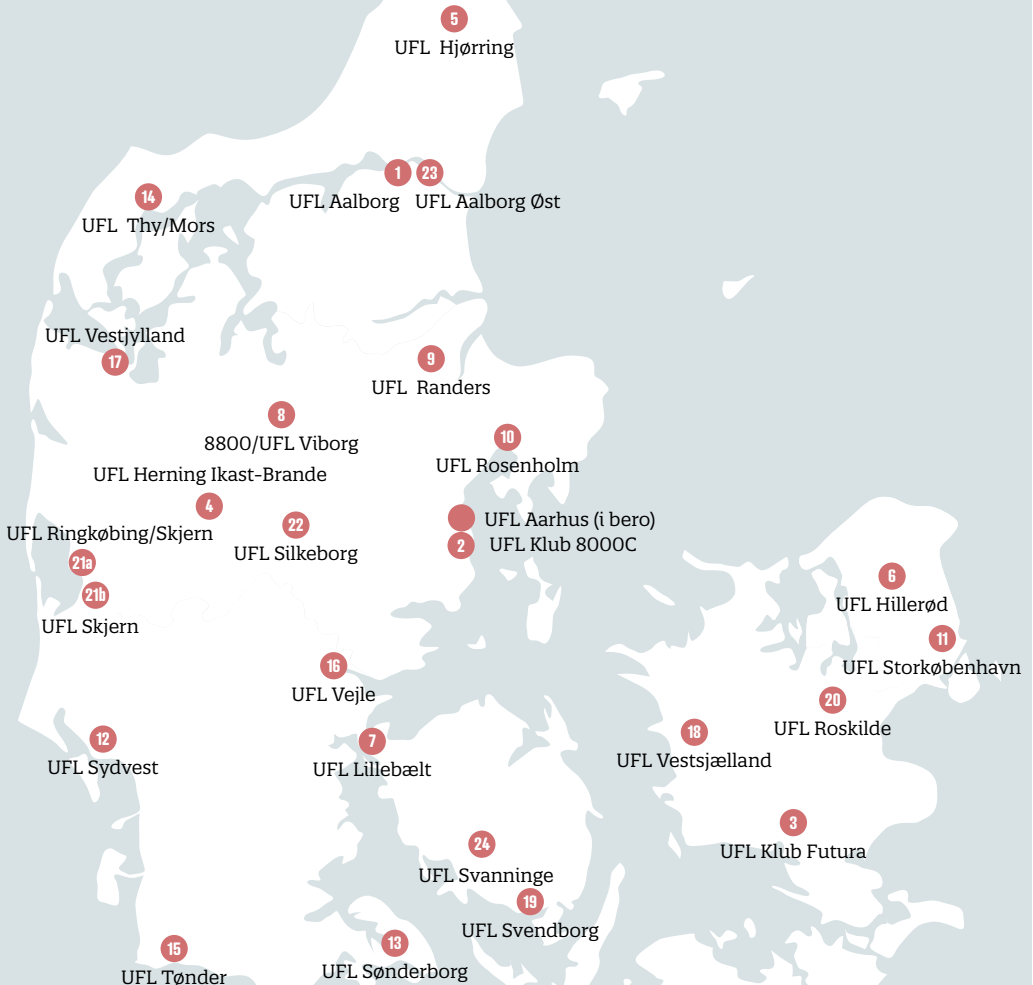 5
UFL Hjørring
1
23
UFL Aalborg
UFL Aalborg Øst
14
UFL Thy/Mors
UFL Vestjylland
17
9
UFL Randers
8
8800/UFL Viborg
10
UFL Rosenholm
UFL Herning Ikast-Brande
4
UFL Aarhus (i bero)
22
UFL Silkeborg
2
UFL Klub 8000C
UFL Ringkøbing/Skjern
21a
21b
UFL Skjern
6
UFL Hillerød
11
UFL Storkøbenhavn
16
UFL Vejle
20
UFL Roskilde
12
UFL Sydvest
7
UFL Lillebælt
18
UFL Vestsjælland
3
UFL Klub Futura
24
UFL Svanninge
19
UFL Svendborg
15
UFL Tønder
13
UFL Sønderborg